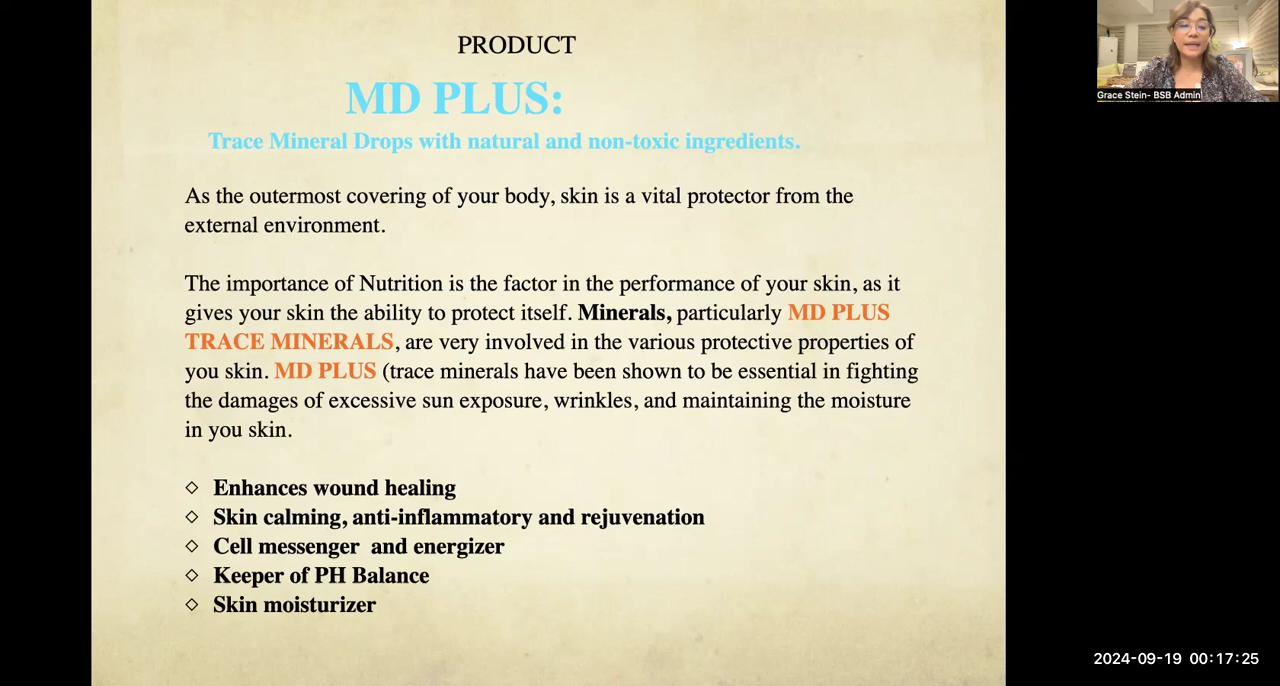 PRODUCT
MD PLUS:
Trace Mineral Drops with natural and non-toxic ingredients.
As the outermost covering of your body, skin is a vital protector from the
external environment.
The importance of Nutrition is the factor in the performance of your skin, as it
gives your skin the ability to protect itself. Minerals, particularly MD PLUS
TRACE MINERALS, are very involved in the various protective properties of
you skin. MD PLUS (trace minerals have been shown to be essential in fighting
the damages of excessive sun exposure, wrinkles, and maintaining the moisture
in you skin.
◇ Enhances wound healing
◇ Skin calming, anti-inflammatory and rejuvenation
◇ Cell messenger  and energizer
◇ Keeper of PH Balance
◇ Skin moisturizer
Grace Stein- BSB Admin
2024-09-19 00:17:25